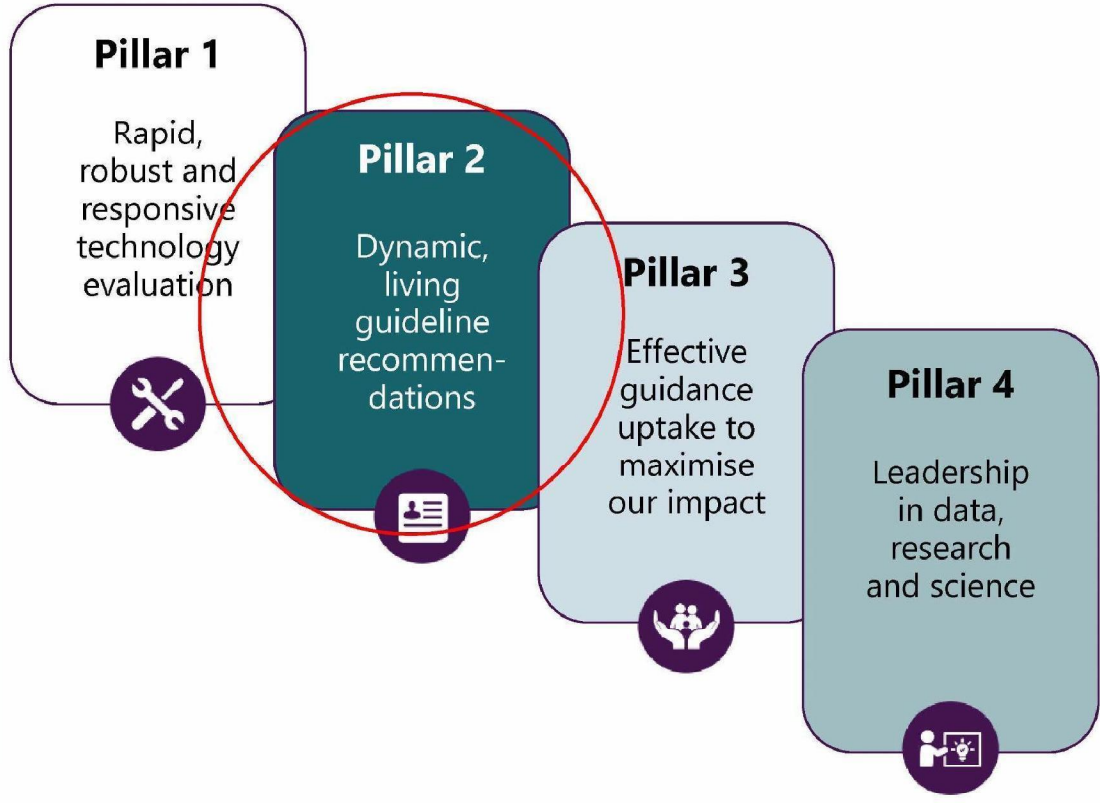 Pillar 1
Rapid,
robust and
responsive
technology
evaluation
Pillar 2
Dynamic,
living
guideline
recommen-
dations
Pillar 3
Effective
guidance
uptake to
maximise
our impact
Pillar 4
Leadership
in data,
research
and science